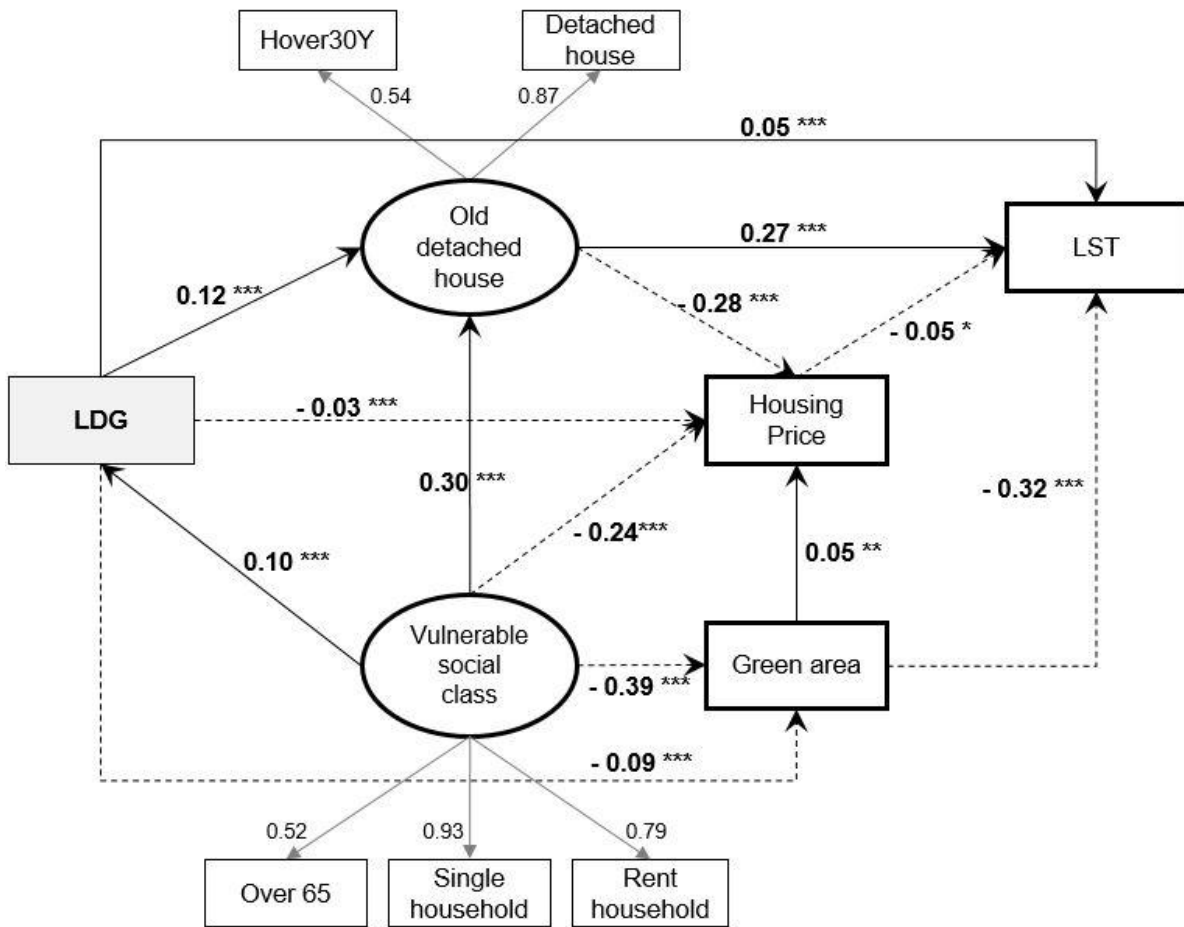 Hover30Y
Detached
house
0.54
0.87
0.05 ***
Old
detached
house
0.27 ***
LST
0.12 ***
- 0.28 ***
- 0.05 *
LDG
- 0.03 ***
Housing
Price
0.30 ***
- 0.32 ***
- 0.24***
0.10 ***
0.05 **
Vulnerable
social
class
Green area
- 0.39 ***
- 0.09 ***
0.52
0.93
0.79
Over 65
Single
household
Rent
household